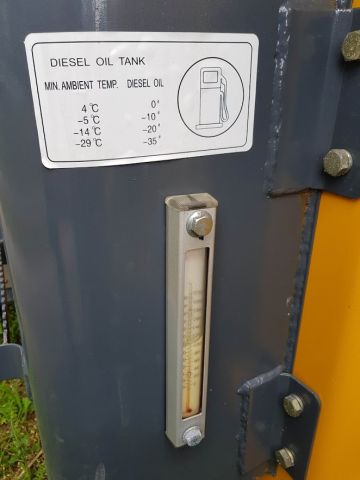 DIESEL OIL TANK
MIN. AMBIENT TEMP. DIESEL OIL
4 ℃ 0#
-5 ℃ -10#
-14 ℃ -20#
-29 ℃ -35#